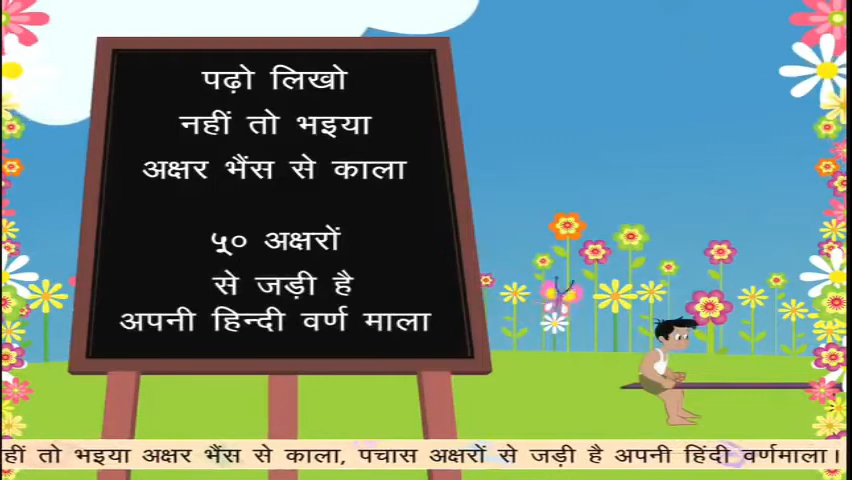 पढ़ो लिखो
नहीं तो भइया
अक्षर भैंस से काला
५० अक्षरों
से जड़ी है
अपनी हिन्दी वर्ण माला
हीं तो भइया अक्षर भैंस से काला, पचास अक्षरों से जड़ी है अपनी हिंदी वर्णमाला।